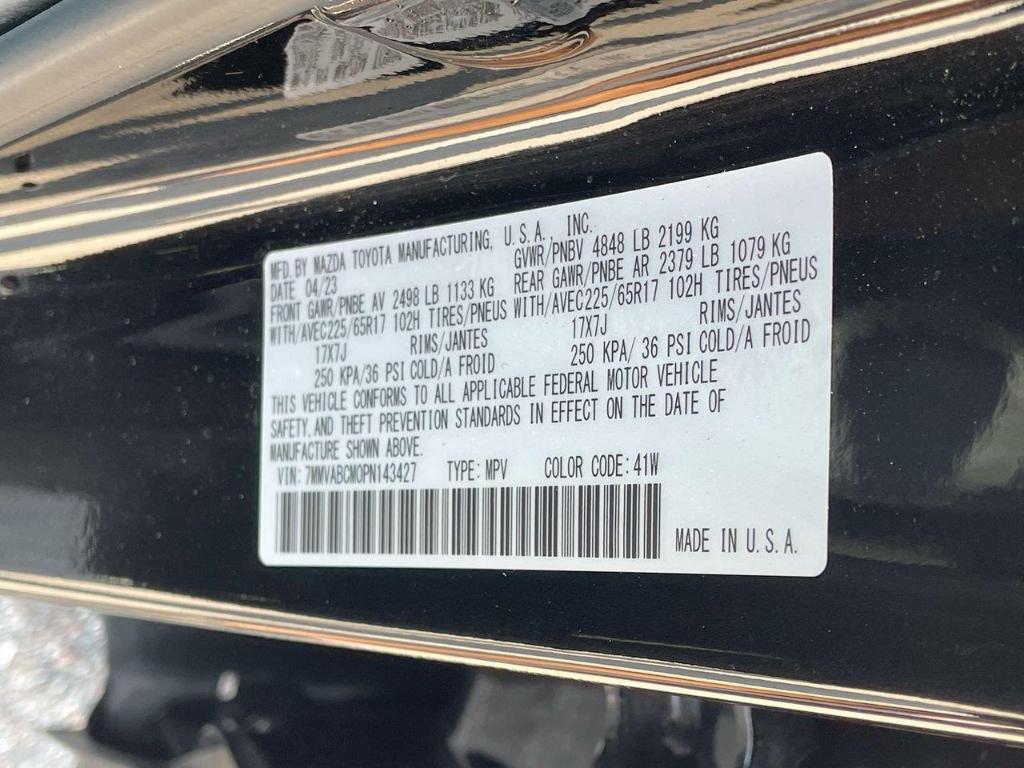 MFD. BY MAZDA TOYOTA MANUFACTURING, U.S.A. INC.
DATE 04/23 GVWR/PNBV 4848 LB 2199 KG
FRONT GAWR/PNBE AV 2498 LB 1133 KG REAR GAWR/PNBE AR 2379 LB 1079 KG
WITH/AVEC225/65R17 102H TIRES/PNEUS WITH/AVEC225/65R17 102H TIRES/PNEUS
17X7J RIMS/JANTES 17X7J RIMS/JANTES
250 KPA/36 PSI COLD/A FROID 250 KPA/ 36 PSI COLD/A FROID
THIS VEHICLE CONFORMS TO ALL APPLICABLE FEDERAL MOTOR VEHICLE
SAFETY, AND THEFT PREVENTION STANDARDS IN EFFECT ON THE DATE OF
MANUFACTURE SHOWN ABOVE.
VIN: 7MMVABCM0PN143427 TYPE: MPV COLOR CODE: 41W
MADE IN U.S.A.